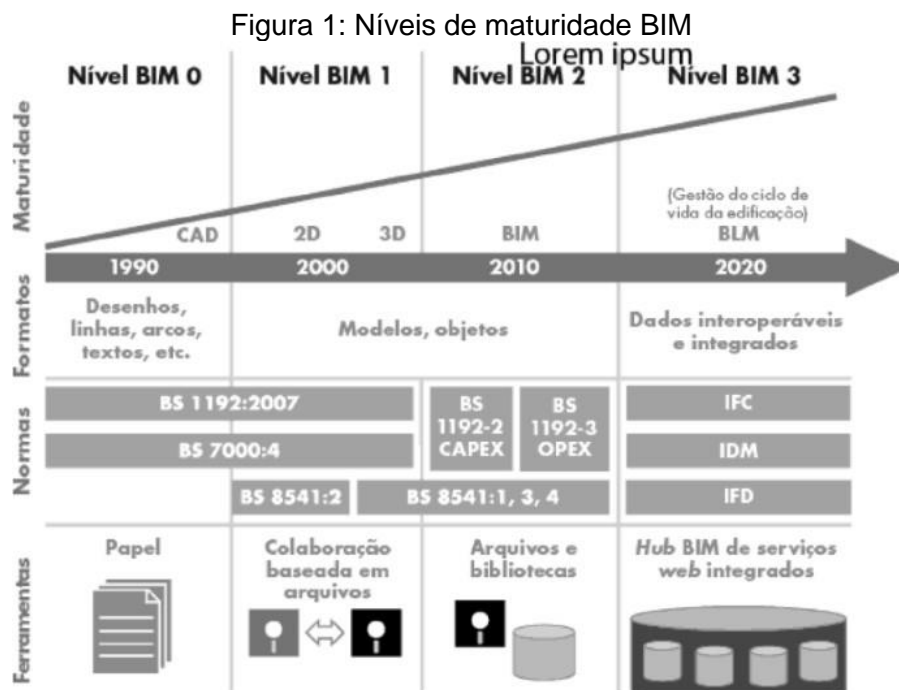 Figura 1: Níveis de maturidade BIM
Lorem ipsum
Nível BIM 0
Nível BIM 1
Nível BIM 2
Nível BIM 3
Maturidade
(Gestão do ciclo de
vida da edificação)
CAD
2D
3D
BIM
BLM
1990
2000
2010
2020
Formatos
Desenhos,
linhas, arcos,
textos, etc.
Modelos, objetos
Dados interoperáveis
e integrados
Normas
BS 1192:2007
BS 7000:4
BS 8541:2
BS 8541:1, 3, 4
BS
1192-2
CAPEX
BS
1192-3
OPEX
IFC
IDM
IFD
Ferramentas
Papel
Colaboração
baseada em
arquivos
Arquivos e
bibliotecas
Hub BIM de serviços
web integrados